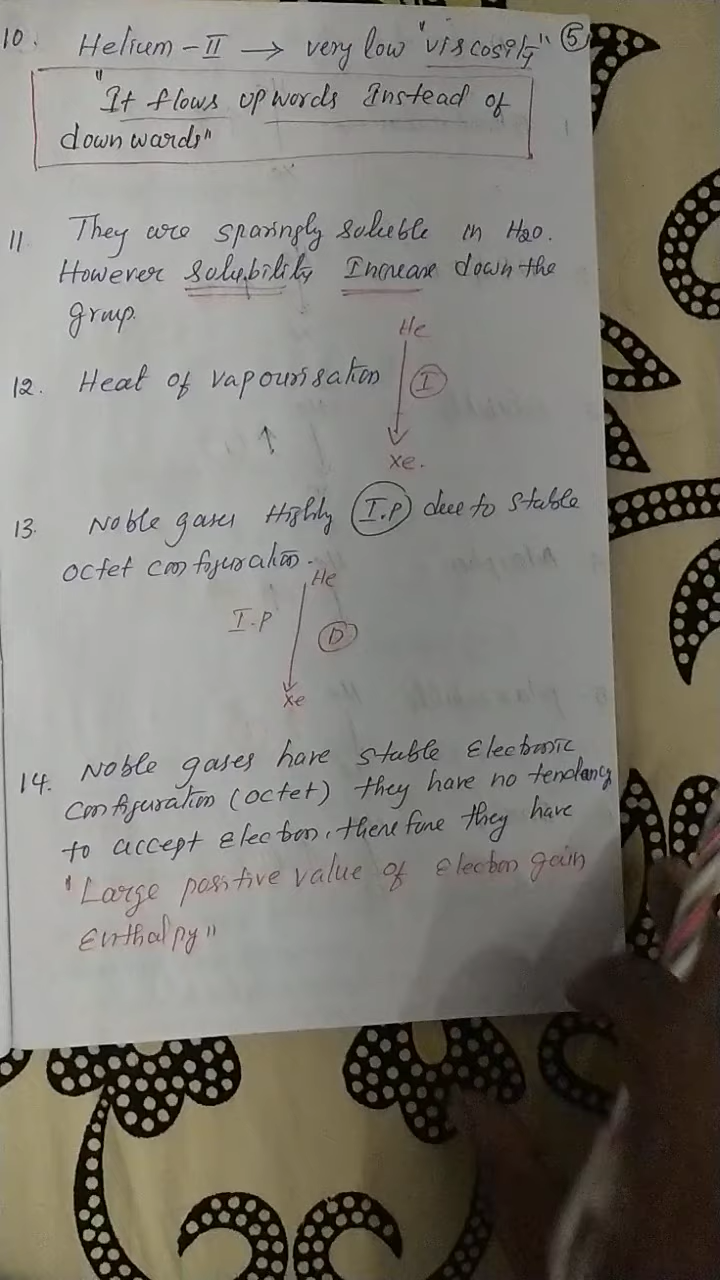 10. Helium - II → very low "viscosity" ⑤
"It flows upwords Instead of
down wards"
11. They are sparingly soluble in H2O.
However Solubility Increase down the
group.
He
12. Heat of vapourisation I
↑
Xe.
13. Noble gases Highly I.P due to stable
octet configuration.
He
I.P D
Xe
14. Noble gases have stable Electronic
configuration (octet) they have no tendancy
to accept electron, therefore they have
"Large positive value of electron gain
Enthalpy"